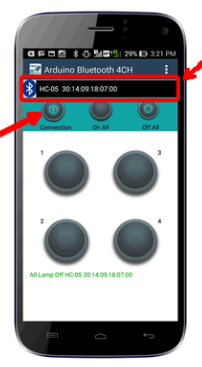 29% 3:21 PM
Arduino Bluetooth 4CH
HC-05 30:14:09:18:07:00
Connection On All Off All
1 3
2 4
All Lamp Off HC-05 30:14:09:18:07:00